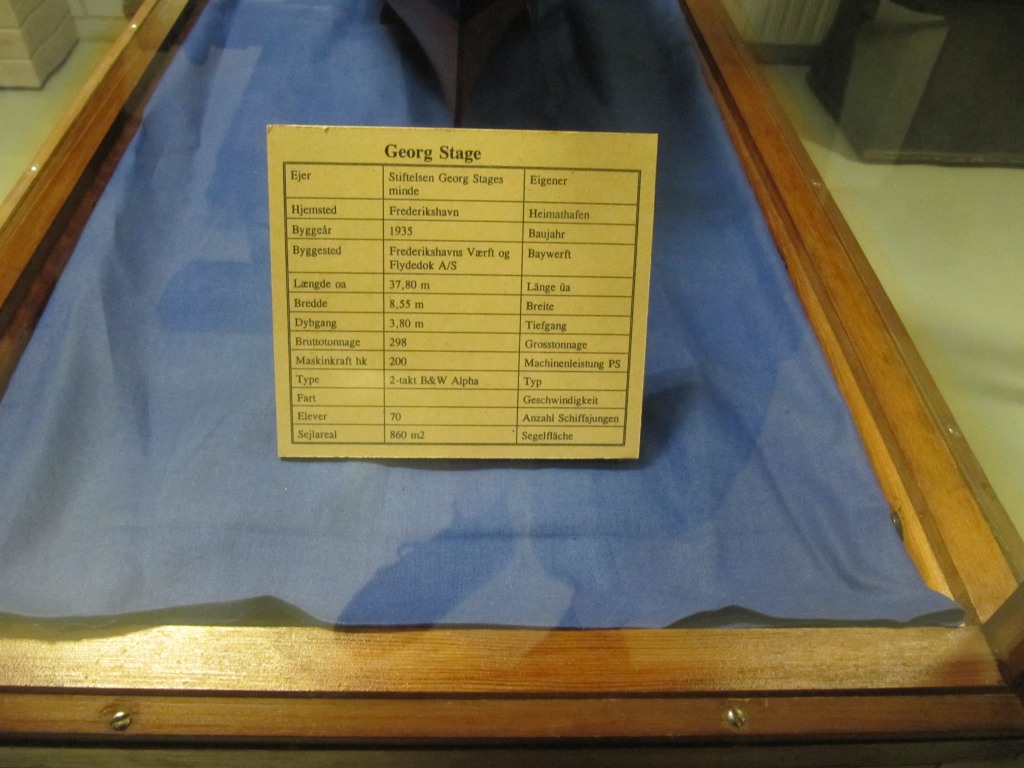 Georg Stage
Ejer Stiftelsen Georg Stages Eigener
minde
Hjemsted Frederikshavn Heimathafen
Byggeår 1935 Baujahr
Byggested Frederikshavns Værft og Baywerft
Flydedok A/S
Længde oa 37,80 m Länge üa
Bredde 8,55 m Breite
Dybgang 3,80 m Tiefgang
Bruttotonnage 298 Grosstonnage
Maskinkraft hk 200 Machinenleistung PS
Type 2-takt B&W Alpha Typ
Fart Geschwindigkeit
Elever 70 Anzahl Schiffsjungen
Sejlareal 860 m2 Segelfläche